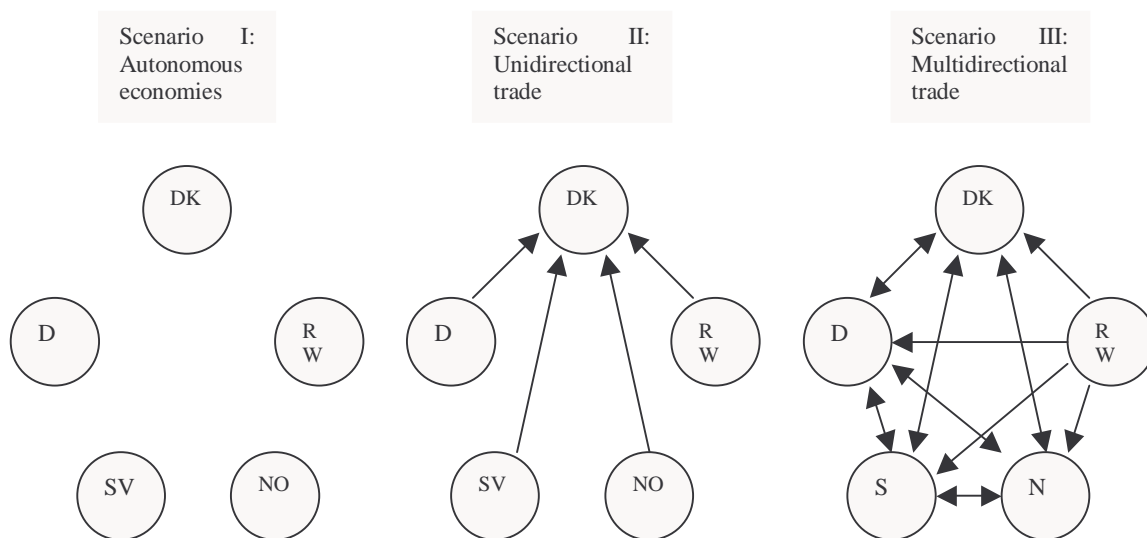 Scenario I:
Autonomous
economies
Scenario II:
Unidirectional
trade
Scenario III:
Multidirectional
trade
DK
D
R
W
SV
NO
DK
D
R
W
SV
NO
DK
D
R
W
S
N